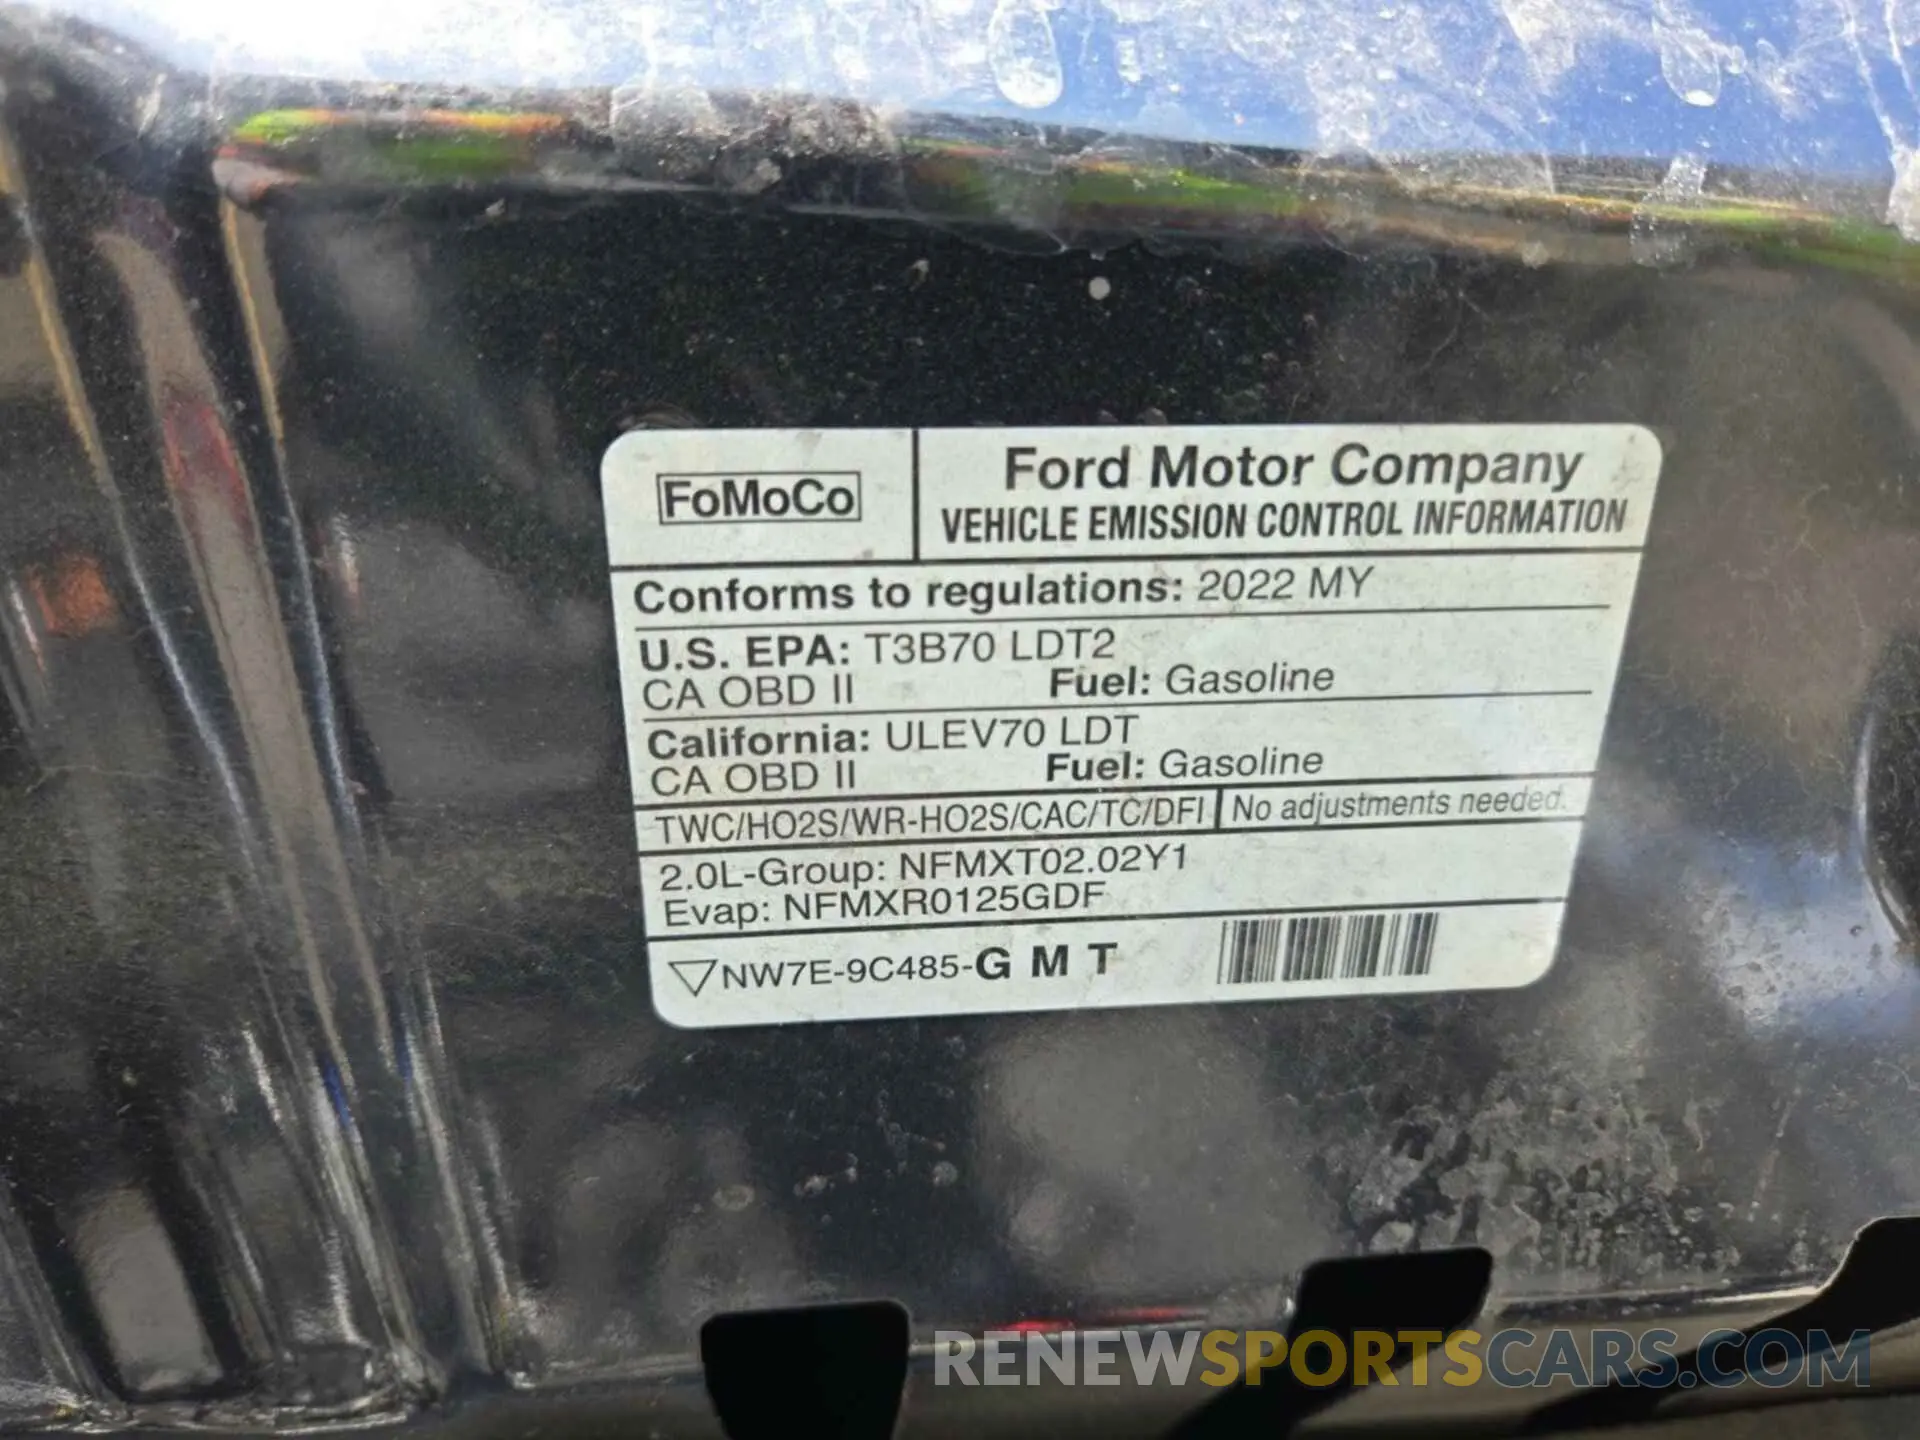 FoMoCo
Ford Motor Company
VEHICLE EMISSION CONTROL INFORMATION
Conforms to regulations: 2022 MY
U.S. EPA: T3B70 LDT2
CA OBD II Fuel: Gasoline
California: ULEV70 LDT
CA OBD II Fuel: Gasoline
TWC/HO2S/WR-HO2S/CAC/TC/DFI No adjustments needed.
2.0L-Group: NFMXT02.02Y1
Evap: NFMXR0125GDF
NW7E-9C485-G M T
RENEWSPORTSCARS.COM